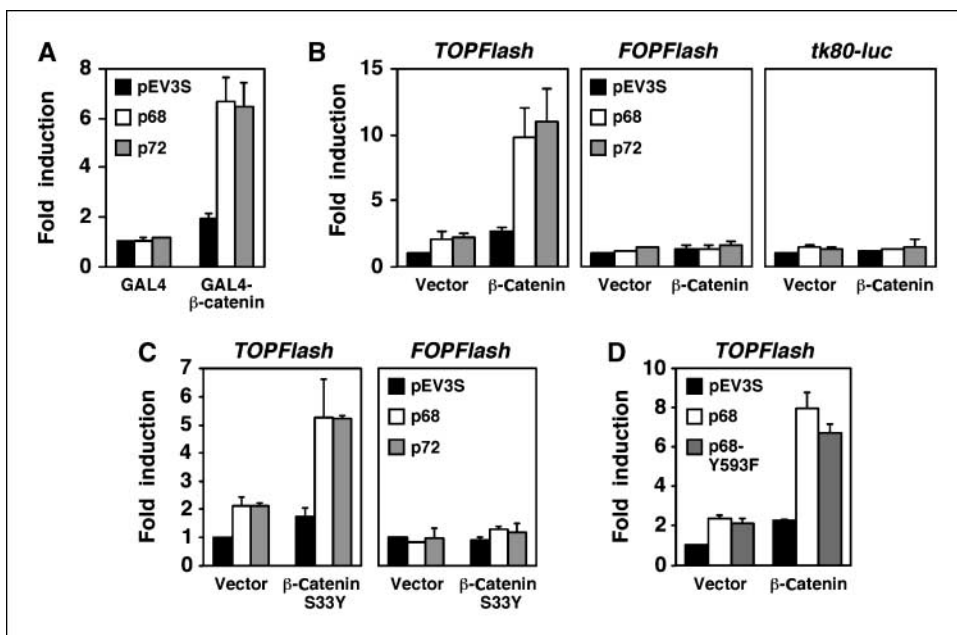 A
Fold induction
8
6
4
2
0
pEV3S
p68
p72
GAL4
GAL4-
β-catenin
B
TOPFlash
FOPFlash
tk80-luc
Fold induction
15
10
5
0
pEV3S
p68
p72
Vector
β-Catenin
Vector
β-Catenin
Vector
β-Catenin
C
TOPFlash
FOPFlash
Fold induction
7
6
5
4
3
2
1
0
pEV3S
p68
p72
Vector
β-Catenin
S33Y
Vector
β-Catenin
S33Y
D
TOPFlash
Fold induction
10
8
6
4
2
0
pEV3S
p68
p68-
Y593F
Vector
β-Catenin